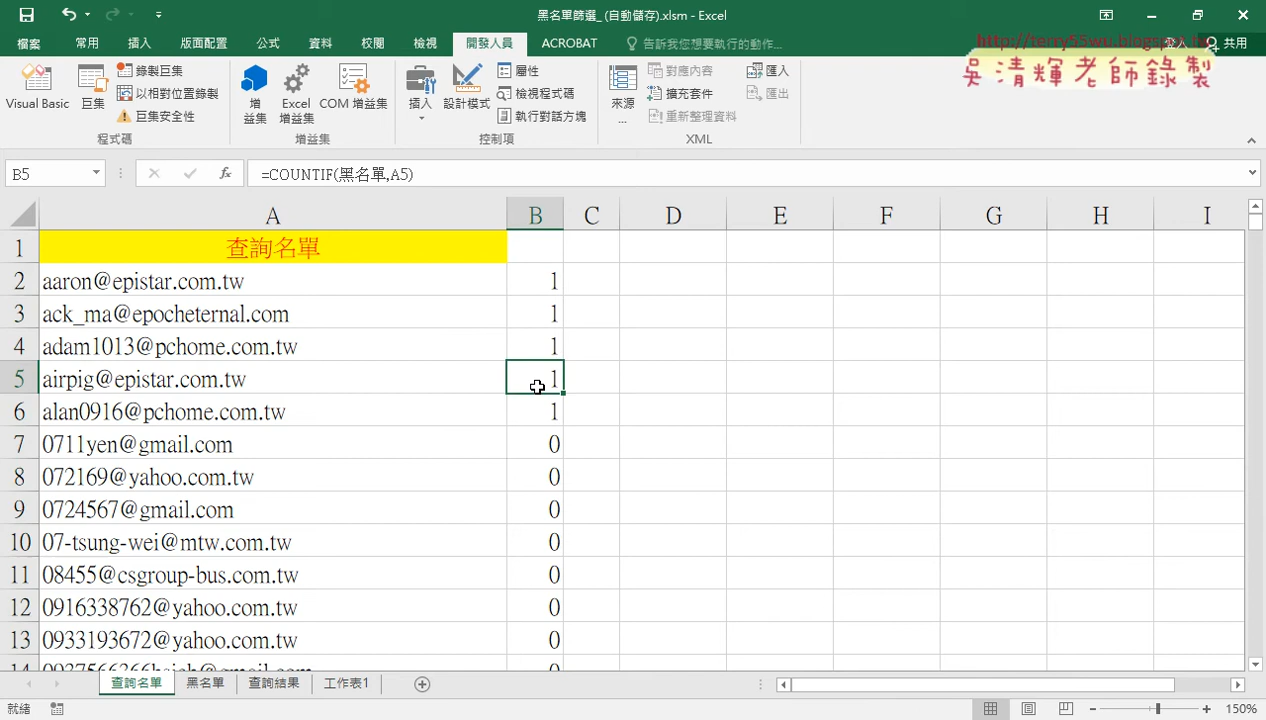 黑名單篩選_ (自動儲存).xlsm - Excel
檔案 常用 插入 版面配置 公式 資料 校閱 檢視 開發人員 ACROBAT 告訴我您想要執行的動作... 登入 共用
http://terry55wu.blogspot.tw
吳清輝老師錄製
Visual Basic 巨集 錄製巨集 以相對位置錄製 巨集安全性 程式碼
增益集 Excel 增益集 COM 增益集 增益集
插入 設計模式 屬性 檢視程式碼 執行對話方塊 控制項
來源... 對應內容 擴充套件 重新整理資料 匯入 匯出 XML
B5 fx =COUNTIF(黑名單,A5)
A B C D E F G H I
1 查詢名單
2 aaron@epistar.com.tw 1
3 ack_ma@epocheternal.com 1
4 adam1013@pchome.com.tw 1
5 airpig@epistar.com.tw 1
6 alan0916@pchome.com.tw 1
7 0711yen@gmail.com 0
8 072169@yahoo.com.tw 0
9 0724567@gmail.com 0
10 07-tsung-wei@mtw.com.tw 0
11 08455@csgroup-bus.com.tw 0
12 0916338762@yahoo.com.tw 0
13 0933193672@yahoo.com.tw 0
查詢名單 黑名單 查詢結果 工作表1
就緒 150%